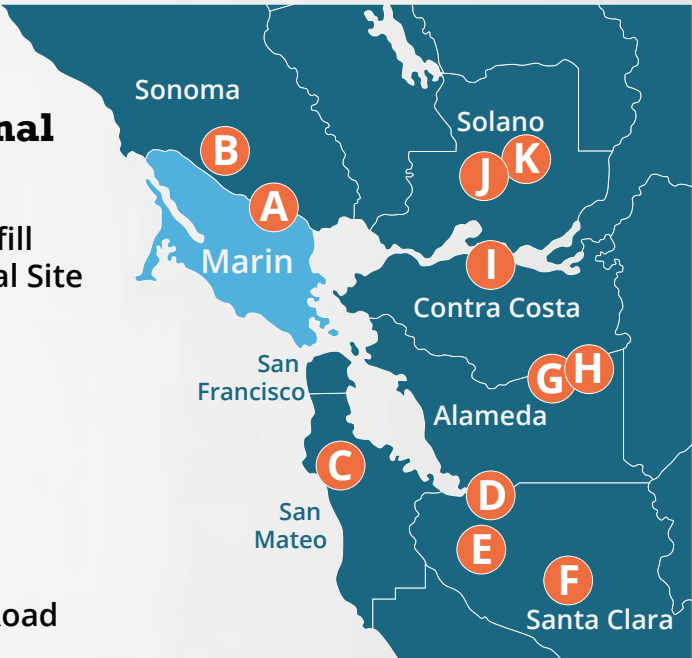 nal
fill
al Site
oad
Sonoma
Solano
B
K
J
A
Marin
I
Contra Costa
San
Francisco
H
G
Alameda
C
D
San
Mateo
E
F
Santa Clara